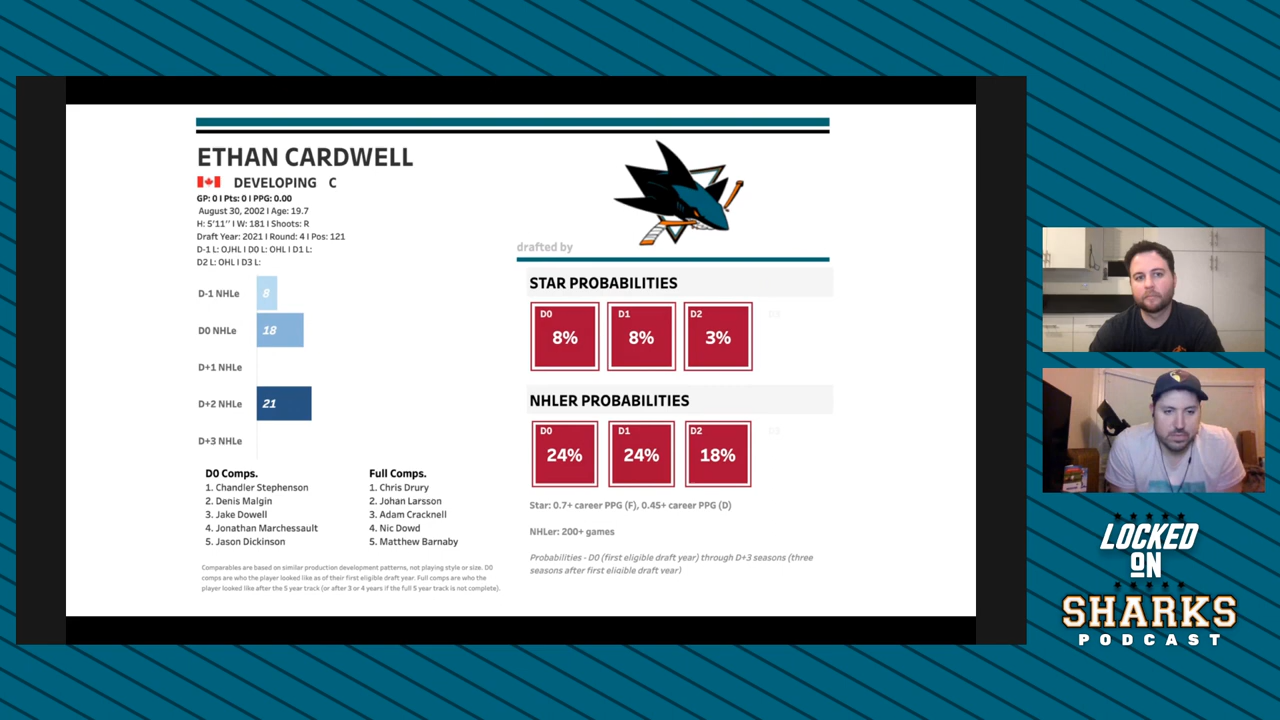 ETHAN CARDWELL
DEVELOPING C
GP: 0 I Pts: 0 I PPG: 0.00
August 30, 2002 I Age: 19.7
H: 5'11'' I W: 181 I Shoots: R
Draft Year: 2021 I Round: 4 I Pos: 121
D-1 L: OJHL I D0 L: OHL I D1 L:
D2 L: OHL I D3 L:
drafted by
D-1 NHLe 8
D0 NHLe 18
D+1 NHLe
D+2 NHLe 21
D+3 NHLe
STAR PROBABILITIES
D0 D1 D2 D3
8% 8% 3%
NHLER PROBABILITIES
D0 D1 D2 D3
24% 24% 18%
D0 Comps.
1. Chandler Stephenson
2. Denis Malgin
3. Jake Dowell
4. Jonathan Marchessault
5. Jason Dickinson
Full Comps.
1. Chris Drury
2. Johan Larsson
3. Adam Cracknell
4. Nic Dowd
5. Matthew Barnaby
Star: 0.7+ career PPG (F), 0.45+ career PPG (D)
NHLer: 200+ games
Probabilities - D0 (first eligible draft year) through D+3 seasons (three
seasons after first eligible draft year)
Comparables are based on similar production development patterns, not playing style or size. D0
comps are who the player looked like as of their first eligible draft year. Full comps are who the
player looked like after the 5 year track (or after 3 or 4 years if the full 5 year track is not complete).
LOCKED
ON
SHARKS
PODCAST